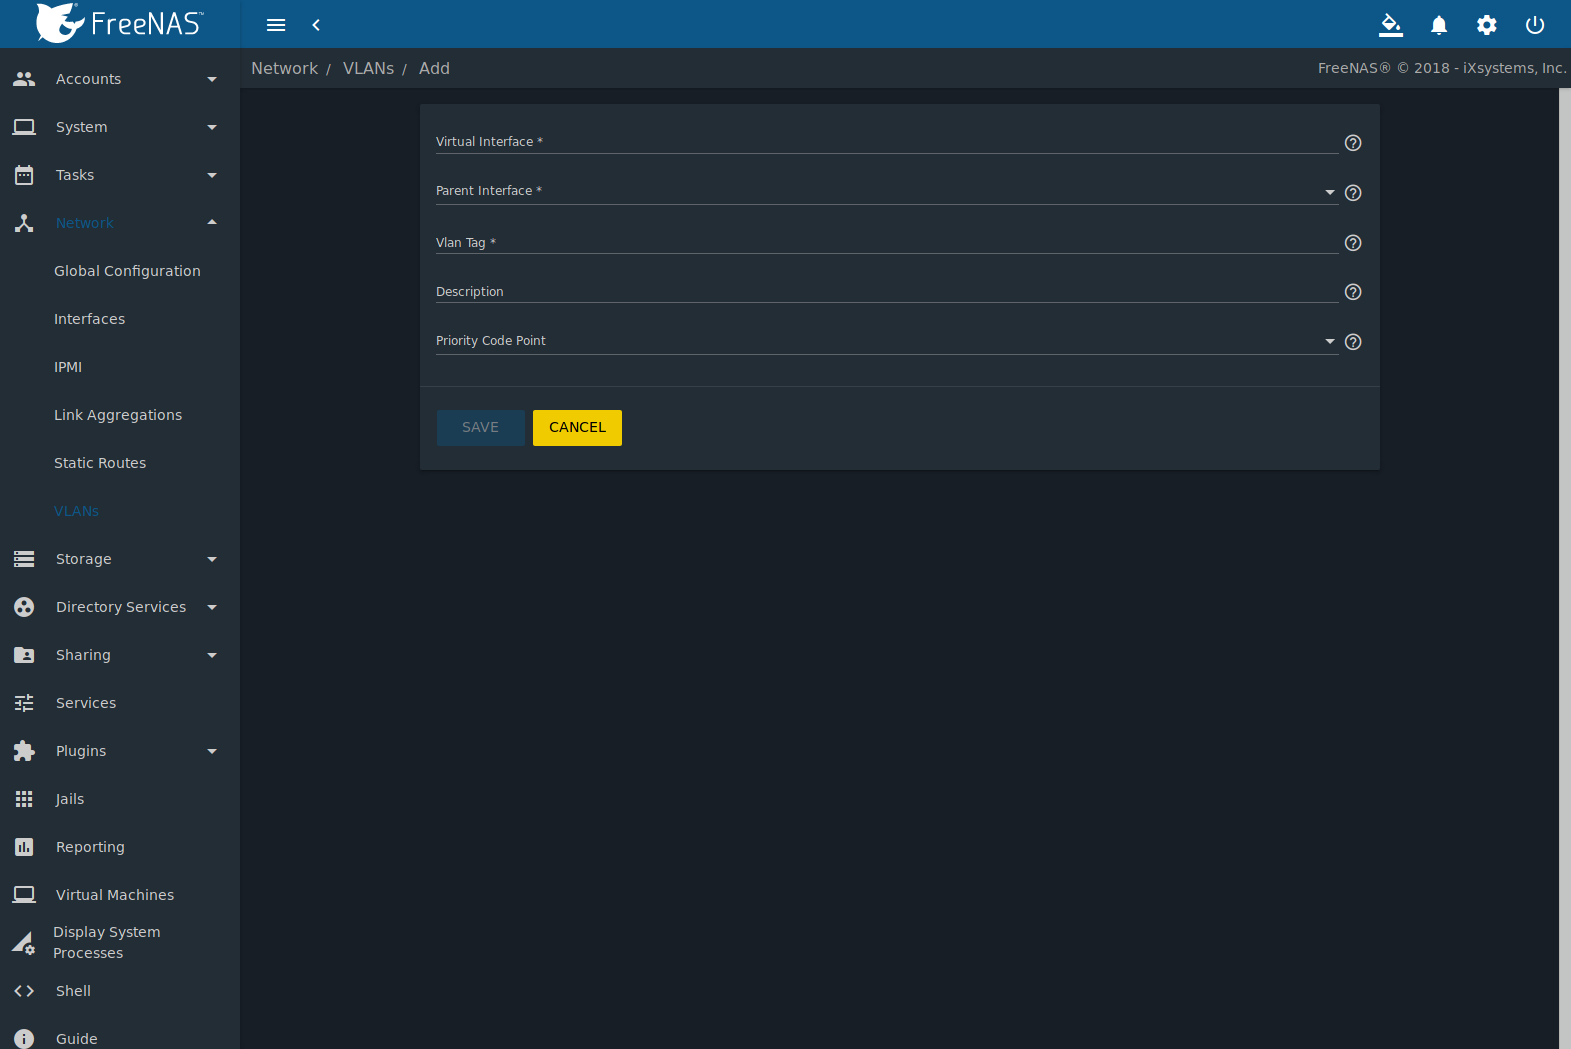 FreeNAS™
Network / VLANs / Add
FreeNAS® © 2018 - iXsystems, Inc.
Accounts
System
Tasks
Network
Global Configuration
Interfaces
IPMI
Link Aggregations
Static Routes
VLANs
Storage
Directory Services
Sharing
Services
Plugins
Jails
Reporting
Virtual Machines
Display System
Processes
Shell
Guide
Virtual Interface *
Parent Interface *
Vlan Tag *
Description
Priority Code Point
SAVE
CANCEL